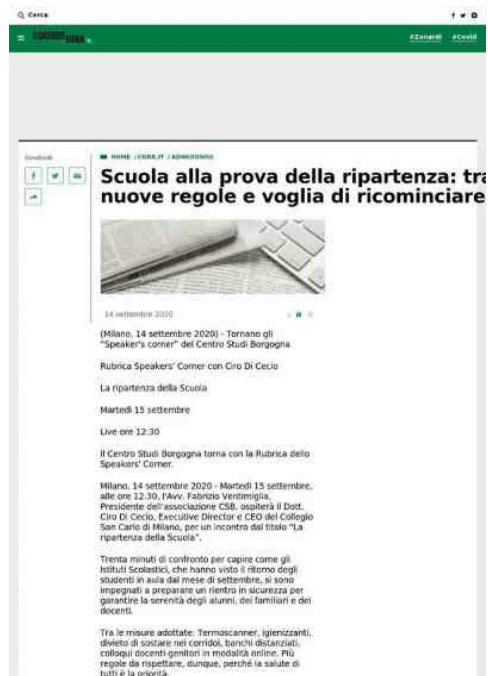 Cerca
#Zanardi #Covid
Condividi
HOME / CORR.IT / ADNKRONOS
Scuola alla prova della ripartenza: tra
nuove regole e voglia di ricominciare
14 settembre 2020
(Milano, 14 settembre 2020) - Tornano gli
"Speaker's corner" del Centro Studi Borgogna
Rubrica Speakers' Corner con Ciro Di Cecio
La ripartenza della Scuola
Martedì 15 settembre
Live ore 12.30
Il Centro Studi Borgogna torna con la Rubrica dello
Speakers' Corner.
Milano, 14 settembre 2020 - Martedì 15 settembre,
alle ore 12:30, l'Avv. Fabrizio Ventimiglia,
Presidente dell'associazione CSB, ospiterà il Dott.
Ciro Di Cecio, Executive Director e CEO del Collegio
San Carlo di Milano, per un incontro dal titolo "La
ripartenza della Scuola".
Trenta minuti di confronto per capire come gli
Istituti Scolastici, che hanno visto il ritorno degli
studenti in aula dal mese di settembre, si sono
impegnati a preparare un rientro in sicurezza per
garantire la serenità degli alunni, dei familiari e dei
docenti.
Tra le misure adottate: Termoscanner, igienizzanti,
divieto di sostare nei corridoi, banchi distanziati,
colloqui docenti-genitori in modalità online. Più
regole da rispettare, dunque, perché la salute di
tutti è la priorità.